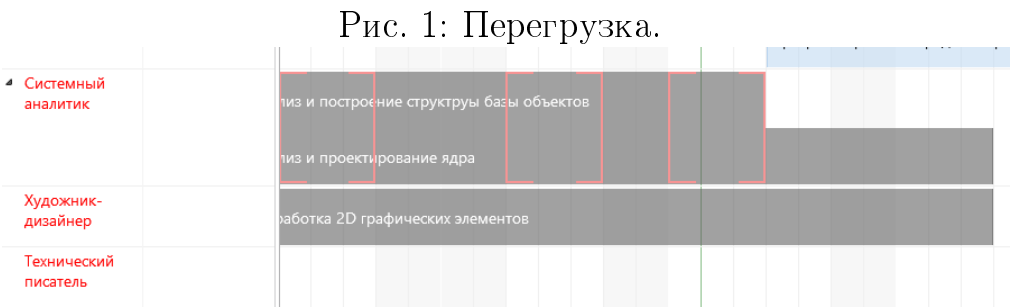 Рис. 1: Перегрузка.
Системный
аналитик
лиз и построение структруы базы объектов
лиз и проектирование ядра
Художник-
дизайнер
работка 2D графических элементов
Технический
писатель